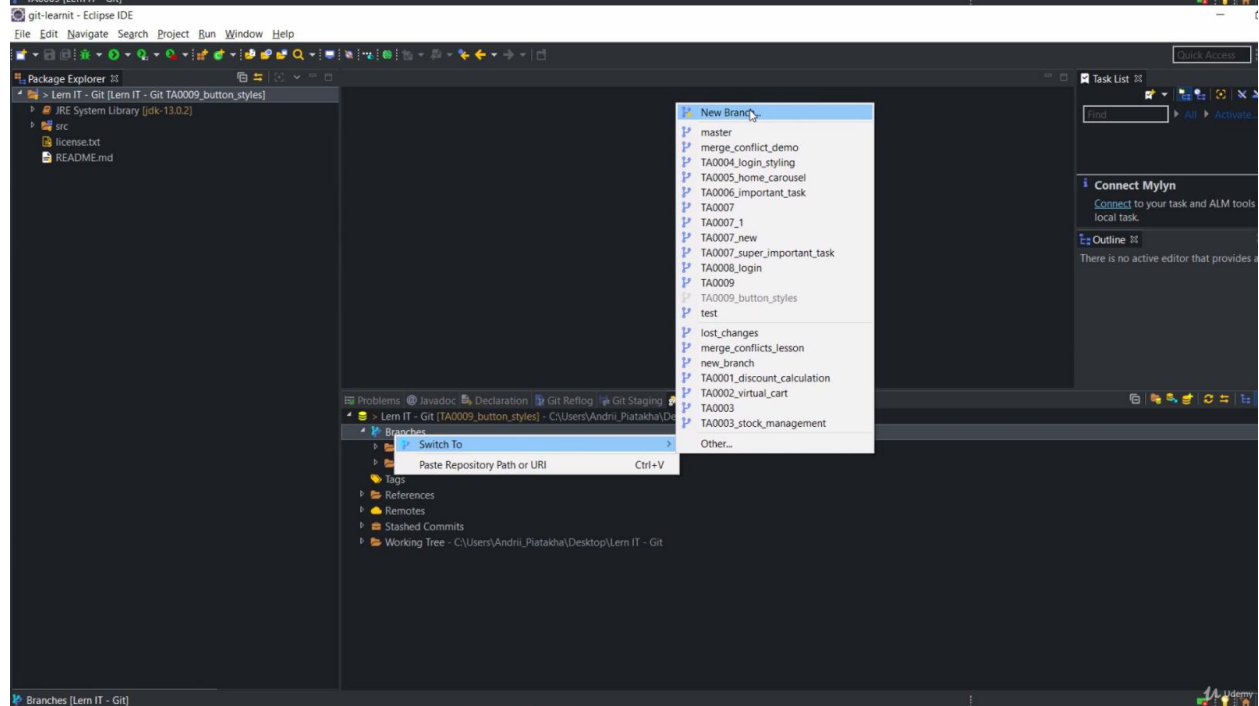 git-learnit - Eclipse IDE
File Edit Navigate Search Project Run Window Help
Quick Access
Package Explorer
> Lern IT - Git [Lern IT - Git TA0009_button_styles]
JRE System Library [jdk-13.0.2]
src
license.txt
README.md
New Branch...
master
merge_conflict_demo
TA0004_login_styling
TA0005_home_carousel
TA0006_important_task
TA0007
TA0007_1
TA0007_new
TA0007_super_important_task
TA0008_login
TA0009
TA0009_button_styles
test
lost_changes
merge_conflicts_lesson
new_branch
TA0001_discount_calculation
TA0002_virtual_cart
TA0003
TA0003_stock_management
Other...
Task List
Find All Activate...
Connect Mylyn
Connect to your task and ALM tools
local task.
Outline
There is no active editor that provides a
Problems Javadoc Declaration Git Reflog Git Staging
> Lern IT - Git [TA0009_button_styles] - C:\Users\Andrii_Piatakha\De
Branches
Switch To
Paste Repository Path or URI Ctrl+V
Tags
References
Remotes
Stashed Commits
Working Tree - C:\Users\Andrii_Piatakha\Desktop\Lern IT - Git
Branches [Lern IT - Git]
Udemy